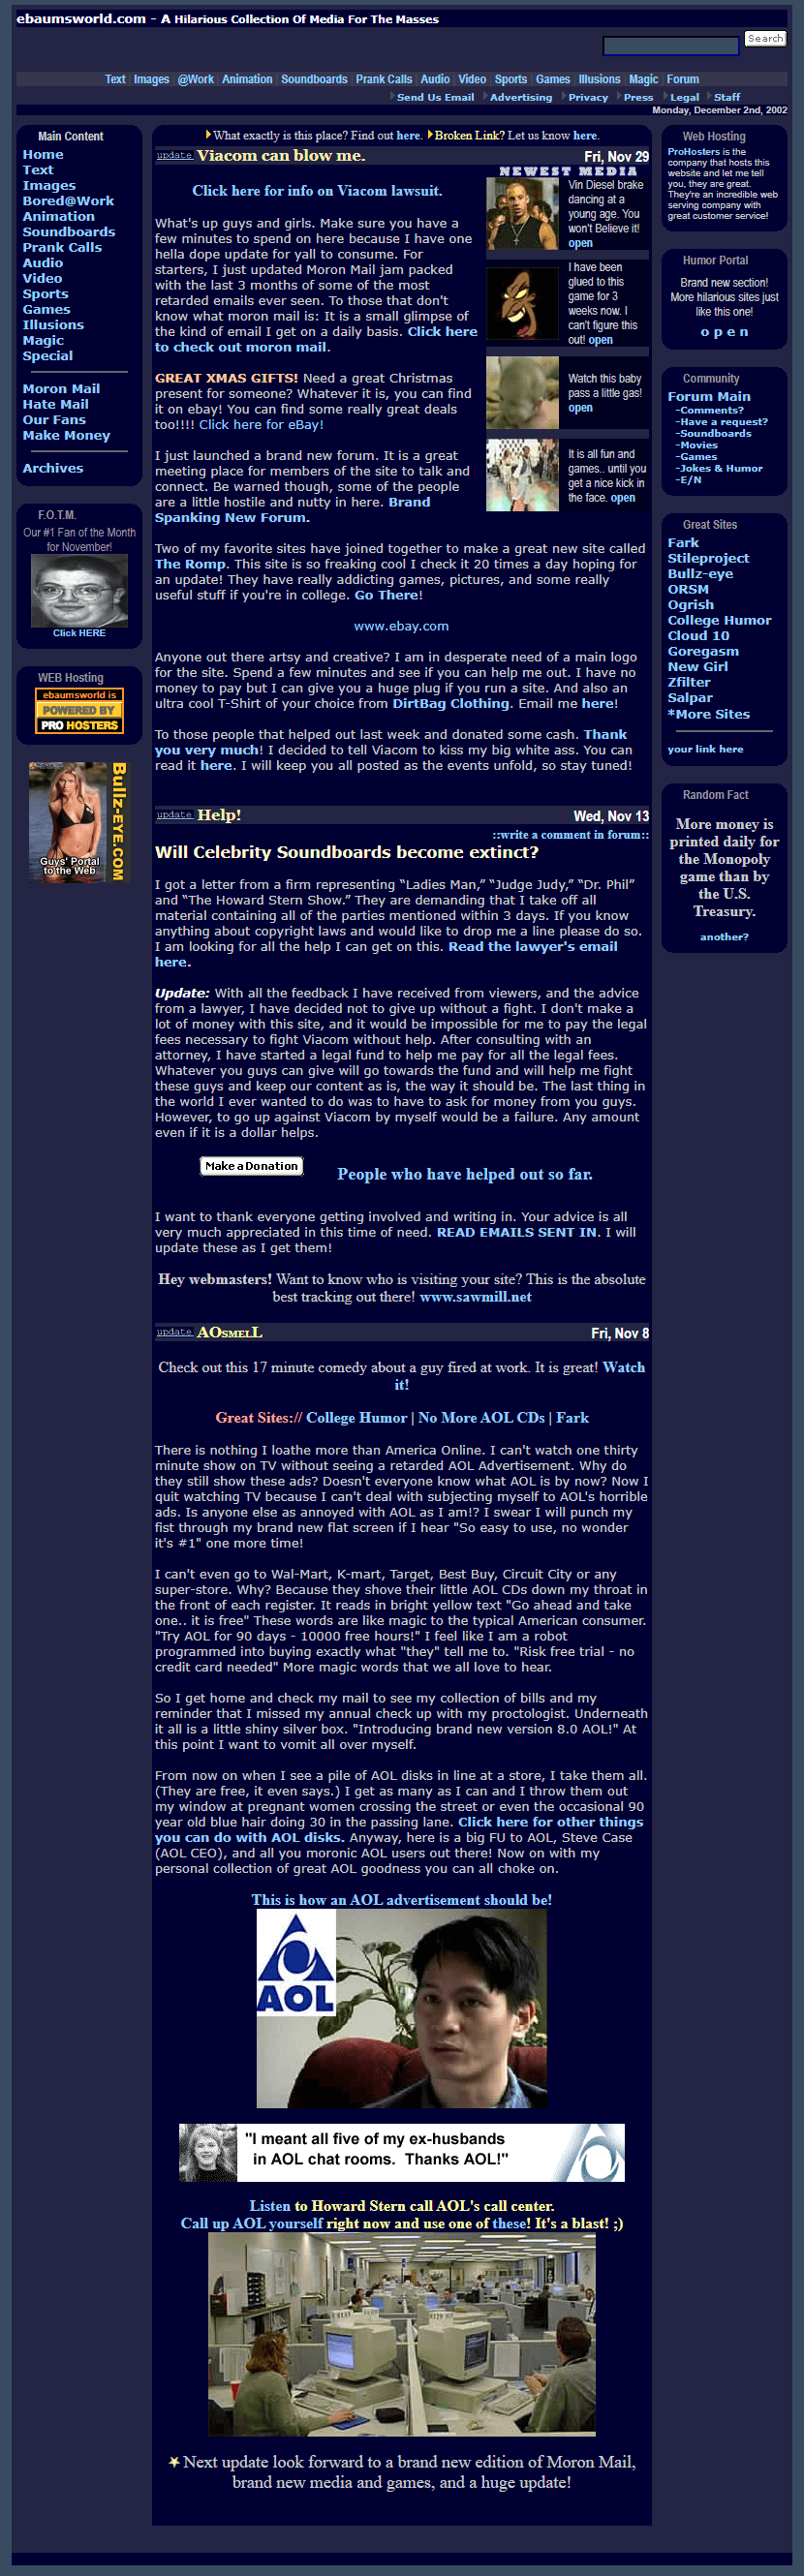 ebaumsworld.com - A Hilarious Collection Of Media For The Masses
Search
Text | Images | @Work | Animation | Soundboards | Prank Calls | Audio | Video | Sports | Games | Illusions | Magic | Forum
Send Us Email Advertising Privacy Press Legal Staff
Monday, December 2nd, 2002
Main Content
Home
Text
Images
Bored@Work
Animation
Soundboards
Prank Calls
Audio
Video
Sports
Games
Illusions
Magic
Special
Moron Mail
Hate Mail
Our Fans
Make Money
Archives
F.O.T.M.
Our #1 Fan of the Month
for November!
Click HERE
WEB Hosting
ebaumsworld is
POWERED BY
PRO HOSTERS
Bullz-eye.COM
Guys' Portal
to the Web
What exactly is this place? Find out here. Broken Link? Let us know here.
update Viacom can blow me. Fri, Nov 29
NEWEST MEDIA
Vin Diesel brake
dancing at a
young age. You
won't Believe it!
open
I have been
glued to this
game for 3
weeks now. I
can't figure this
out! open
Watch this baby
pass a little gas!
open
It is all fun and
games.. until you
get a nice kick in
the face. open
Click here for info on Viacom lawsuit.
What's up guys and girls. Make sure you have a
few minutes to spend on here because I have one
hella dope update for yall to consume. For
starters, I just updated Moron Mail jam packed
with the last 3 months of some of the most
retarded emails ever seen. To those that don't
know what moron mail is: It is a small glimpse of
the kind of email I get on a daily basis. Click here
to check out moron mail.
GREAT XMAS GIFTS! Need a great Christmas
present for someone? Whatever it is, you can find
it on ebay! You can find some really great deals
too!!!! Click here for eBay!
I just launched a brand new forum. It is a great
meeting place for members of the site to talk and
connect. Be warned though, some of the people
are a little hostile and nutty in here. Brand
Spanking New Forum.
Two of my favorite sites have joined together to make a great new site called
The Romp. This site is so freaking cool I check it 20 times a day hoping for
an update! They have really addicting games, pictures, and some really
useful stuff if you're in college. Go There!
www.ebay.com
Anyone out there artsy and creative? I am in desperate need of a main logo
for the site. Spend a few minutes and see if you can help me out. I have no
money to pay but I can give you a huge plug if you run a site. And also an
ultra cool T-Shirt of your choice from DirtBag Clothing. Email me here!
To those people that helped out last week and donated some cash. Thank
you very much! I decided to tell Viacom to kiss my big white ass. You can
read it here. I will keep you all posted as the events unfold, so stay tuned!
update Help! Wed, Nov 13
::write a comment in forum::
Will Celebrity Soundboards become extinct?
I got a letter from a firm representing “Ladies Man,” “Judge Judy,” “Dr. Phil”
and “The Howard Stern Show.” They are demanding that I take off all
material containing all of the parties mentioned within 3 days. If you know
anything about copyright laws and would like to drop me a line please do so.
I am looking for all the help I can get on this. Read the lawyer's email
here.
Update: With all the feedback I have received from viewers, and the advice
from a lawyer, I have decided not to give up without a fight. I don't make a
lot of money with this site, and it would be impossible for me to pay the legal
fees necessary to fight Viacom without help. After consulting with an
attorney, I have started a legal fund to help me pay for all the legal fees.
Whatever you guys can give will go towards the fund and will help me fight
these guys and keep our content as is, the way it should be. The last thing in
the world I ever wanted to do was to have to ask for money from you guys.
However, to go up against Viacom by myself would be a failure. Any amount
even if it is a dollar helps.
Make a Donation People who have helped out so far.
I want to thank everyone getting involved and writing in. Your advice is all
very much appreciated in this time of need. READ EMAILS SENT IN. I will
update these as I get them!
Hey webmasters! Want to know who is visiting your site? This is the absolute
best tracking out there! www.sawmill.net
update AOsmelL Fri, Nov 8
Check out this 17 minute comedy about a guy fired at work. It is great! Watch
it!
Great Sites:// College Humor | No More AOL CDs | Fark
There is nothing I loathe more than America Online. I can't watch one thirty
minute show on TV without seeing a retarded AOL Advertisement. Why do
they still show these ads? Doesn't everyone know what AOL is by now? Now I
quit watching TV because I can't deal with subjecting myself to AOL's horrible
ads. Is anyone else as annoyed with AOL as I am!? I swear I will punch my
fist through my brand new flat screen if I hear "So easy to use, no wonder
it's #1" one more time!
I can't even go to Wal-Mart, K-mart, Target, Best Buy, Circuit City or any
super-store. Why? Because they shove their little AOL CDs down my throat in
the front of each register. It reads in bright yellow text "Go ahead and take
one.. it is free" These words are like magic to the typical American consumer.
"Try AOL for 90 days - 10000 free hours!" I feel like I am a robot
programmed into buying exactly what "they" tell me to. "Risk free trial - no
credit card needed" More magic words that we all love to hear.
So I get home and check my mail to see my collection of bills and my
reminder that I missed my annual check up with my proctologist. Underneath
it all is a little shiny silver box. "Introducing brand new version 8.0 AOL!" At
this point I want to vomit all over myself.
From now on when I see a pile of AOL disks in line at a store, I take them all.
(They are free, it even says.) I get as many as I can and I throw them out
my window at pregnant women crossing the street or even the occasional 90
year old blue hair doing 30 in the passing lane. Click here for other things
you can do with AOL disks. Anyway, here is a big FU to AOL, Steve Case
(AOL CEO), and all you moronic AOL users out there! Now on with my
personal collection of great AOL goodness you can all choke on.
This is how an AOL advertisement should be!
AOL
"I meant all five of my ex-husbands
in AOL chat rooms. Thanks AOL!"
Listen to Howard Stern call AOL's call center.
Call up AOL yourself right now and use one of these! It's a blast! ;)
Next update look forward to a brand new edition of Moron Mail,
brand new media and games, and a huge update!
Web Hosting
ProHosters is the
company that hosts this
website and let me tell
you, they are great.
They're an incredible web
serving company with
great customer service!
Humor Portal
Brand new section!
More hilarious sites just
like this one!
open
Community
Forum Main
-Comments?
-Have a request?
-Soundboards
-Movies
-Games
-Jokes & Humor
-E/N
Great Sites
Fark
Stileproject
Bullz-eye
ORSM
Ogrish
College Humor
Cloud 10
Goregasm
New Girl
Zfilter
Salpar
*More Sites
your link here
Random Fact
More money is
printed daily for
the Monopoly
game than by
the U.S.
Treasury.
another?